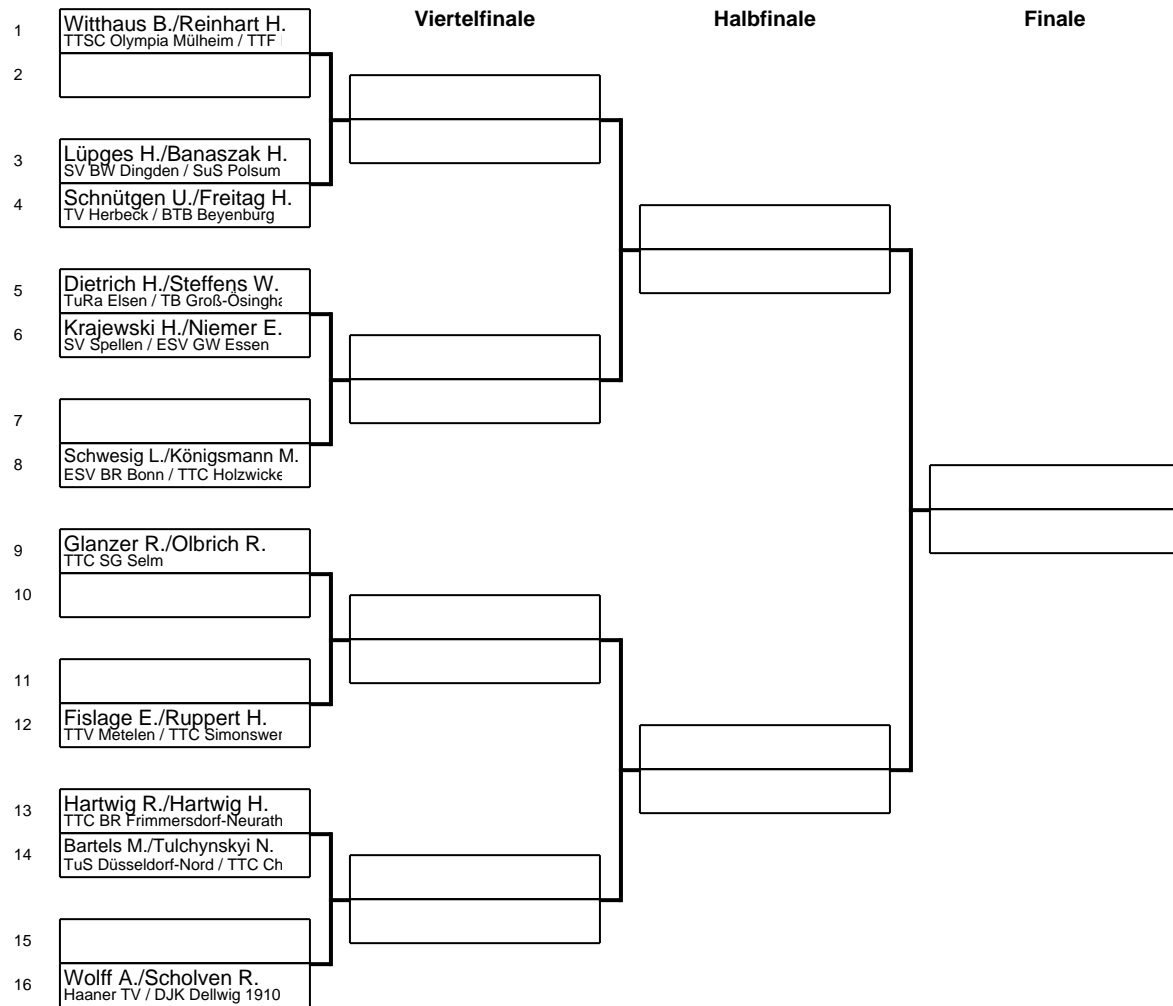 Viertelfinale Halbfinale Finale
1 Witthaus B./Reinhart H.
TTSC Olympia Mülheim / TTF
2
3 Lüpges H./Banaszak H.
SV BW Dingden / SuS Polsum
4 Schnütgen U./Freitag H.
TV Herbeck / BTB Beyenburg
5 Dietrich H./Steffens W.
TuRa Elsen / TB Groß-Ösingha
6 Krajewski H./Niemer E.
SV Spellen / ESV GW Essen
7
8 Schwesig L./Königsmann M.
ESV BR Bonn / TTC Holzwicke
9 Glanzer R./Olbrich R.
TTC SG Selm
10
11
12 Fislage E./Ruppert H.
TTV Metelen / TTC Simonswer
13 Hartwig R./Hartwig H.
TTC BR Frimmersdorf-Neurath
14 Bartels M./Tulchynskyi N.
TuS Düsseldorf-Nord / TTC Ch
15
16 Wolff A./Scholven R.
Haaner TV / DJK Dellwig 1910